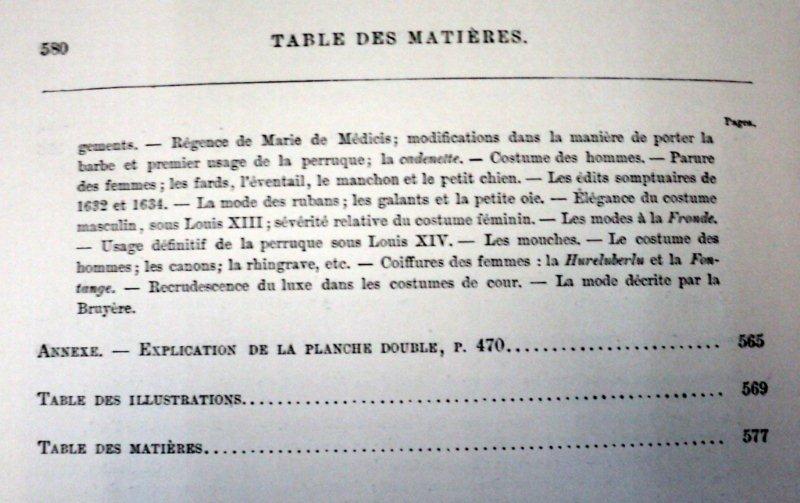 580
TABLE DES MATIÈRES.
Pages.
gements. — Régence de Marie de Médicis; modifications dans la manière de porter la
barbe et premier usage de la perruque; la cadenette. — Costume des hommes. — Parure
des femmes; les fards, l'éventail, le manchon et le petit chien. — Les édits somptuaires de
1632 et 1634. — La mode des rubans; les galants et la petite oie. — Élégance du costume
masculin, sous Louis XIII; sévérité relative du costume féminin. — Les modes à la Fronde.
— Usage définitif de la perruque sous Louis XIV. — Les mouches. — Le costume des
hommes; les canons; la rhingrave, etc. — Coiffures des femmes : la Hureluberlu et la Fon-
tange. — Recrudescence du luxe dans les costumes de cour. — La mode décrite par la
Bruyère.
ANNEXE. — EXPLICATION DE LA PLANCHE DOUBLE, P. 470........................ 565
TABLE DES ILLUSTRATIONS.................................................. 569
TABLE DES MATIÈRES...................................................... 577